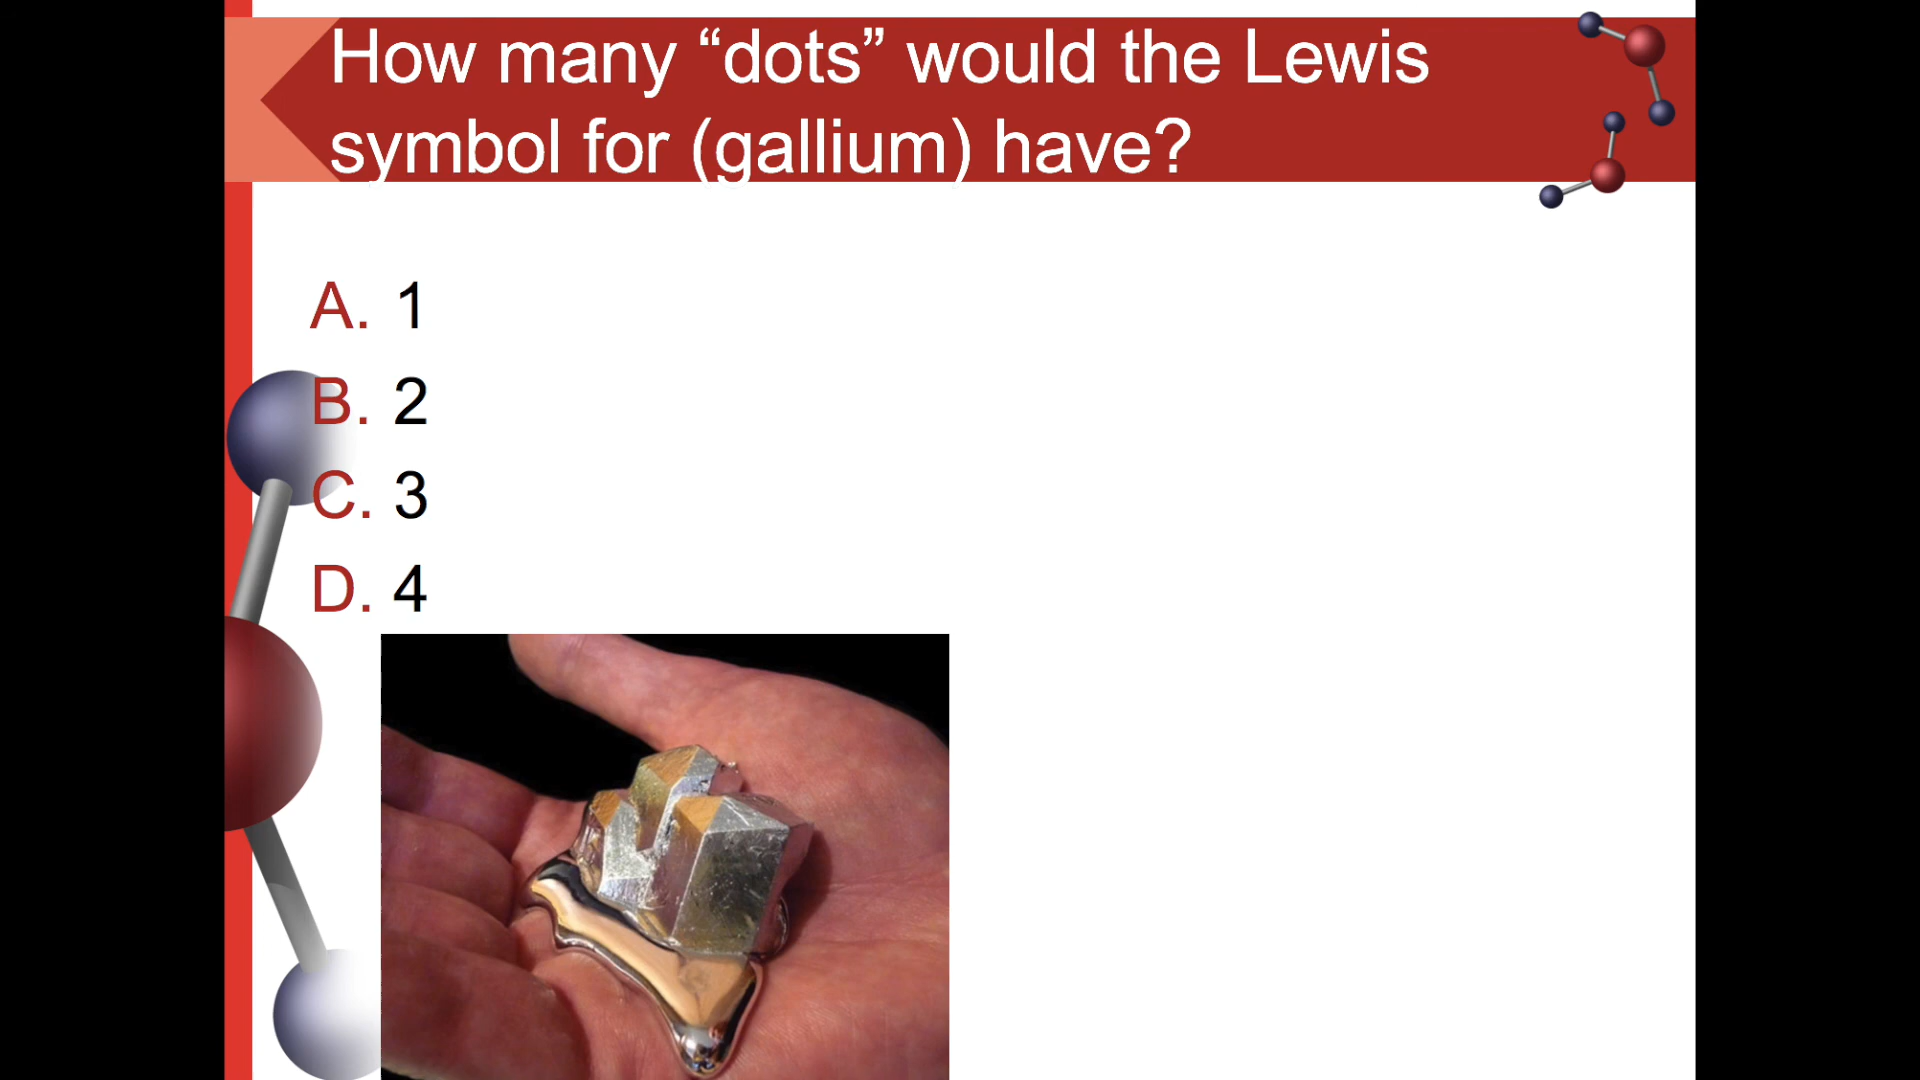 How many “dots” would the Lewis
symbol for (gallium) have?
A. 1
B. 2
C. 3
D. 4